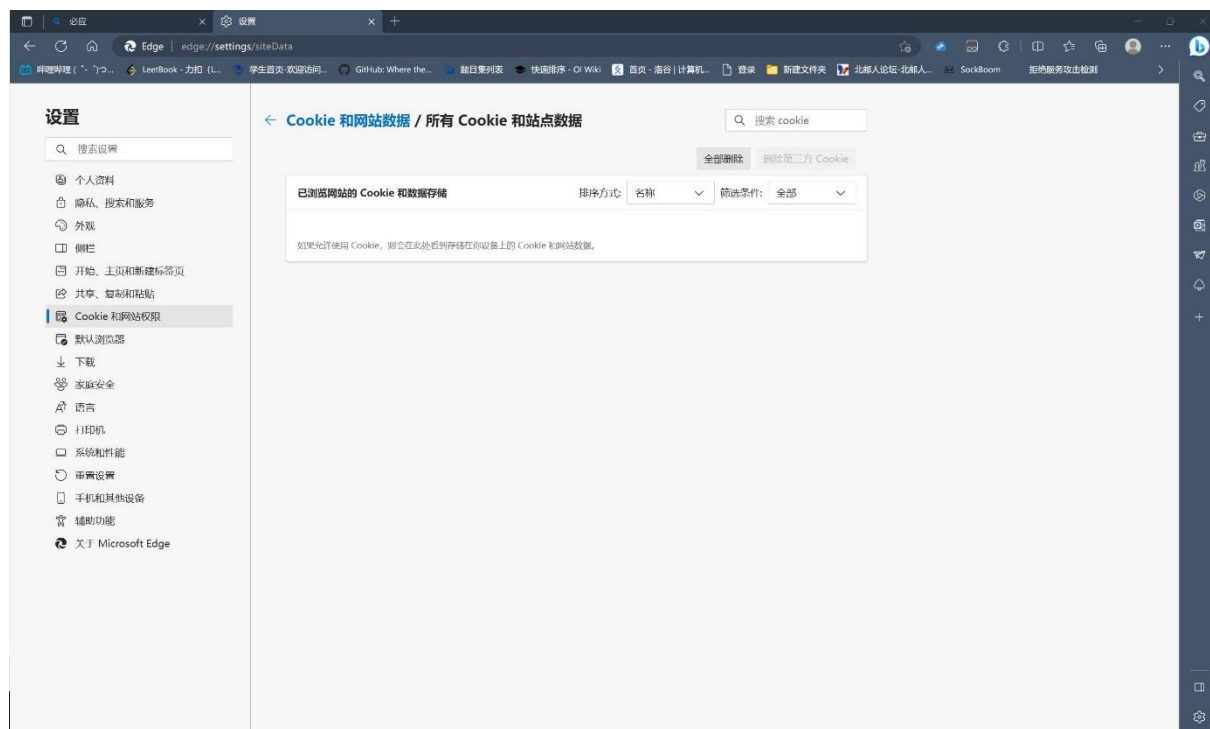 必应
设置
Edge | edge://settings/siteData
哔哩哔哩 ( ゜- ゜)つ... LeetBook - 力扣 (L... 学生首页-欢迎访问... GitHub: Where the... 题目集列表 快速排序 - OI Wiki 首页 - 洛谷 | 计算机... 登录 新建文件夹 北邮人论坛-北邮人... SockBoom 拒绝服务攻击检测
设置
搜索设置
个人资料
隐私、搜索和服务
外观
侧栏
开始、主页和新建标签页
共享、复制和粘贴
Cookie 和网站权限
默认浏览器
下载
家庭安全
语言
打印机
系统和性能
重置设置
手机和其他设备
辅助功能
关于 Microsoft Edge
Cookie 和网站数据 / 所有 Cookie 和站点数据
搜索 cookie
全部删除 删除第三方 Cookie
已浏览网站的 Cookie 和数据存储 排序方式: 名称 筛选条件: 全部
如果允许使用 Cookie，则会在此处看到存储在你设备上的 Cookie 和网站数据。